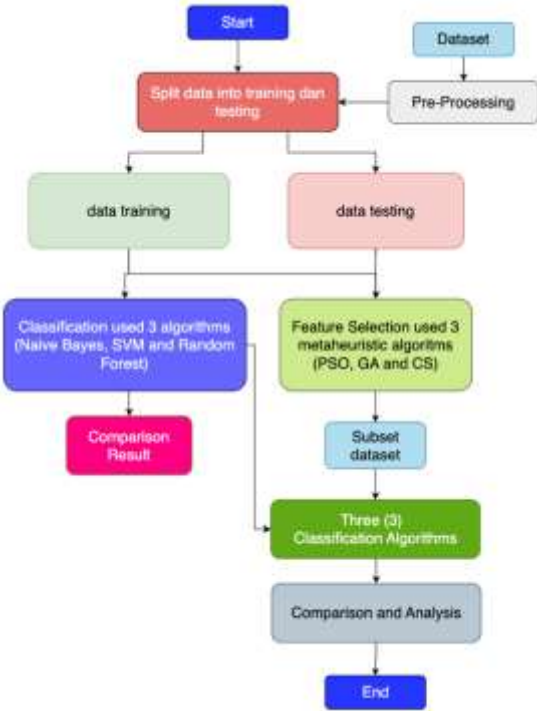 Start
Dataset
Split data into training dan
testing
Pre-Processing
data training
data testing
Classification used 3 algorithms
(Naive Bayes, SVM and Random
Forest)
Feature Selection used 3
metaheuristic algoritms
(PSO, GA and CS)
Comparison
Result
Subset
dataset
Three (3)
Classification Algorithms
Comparison and Analysis
End